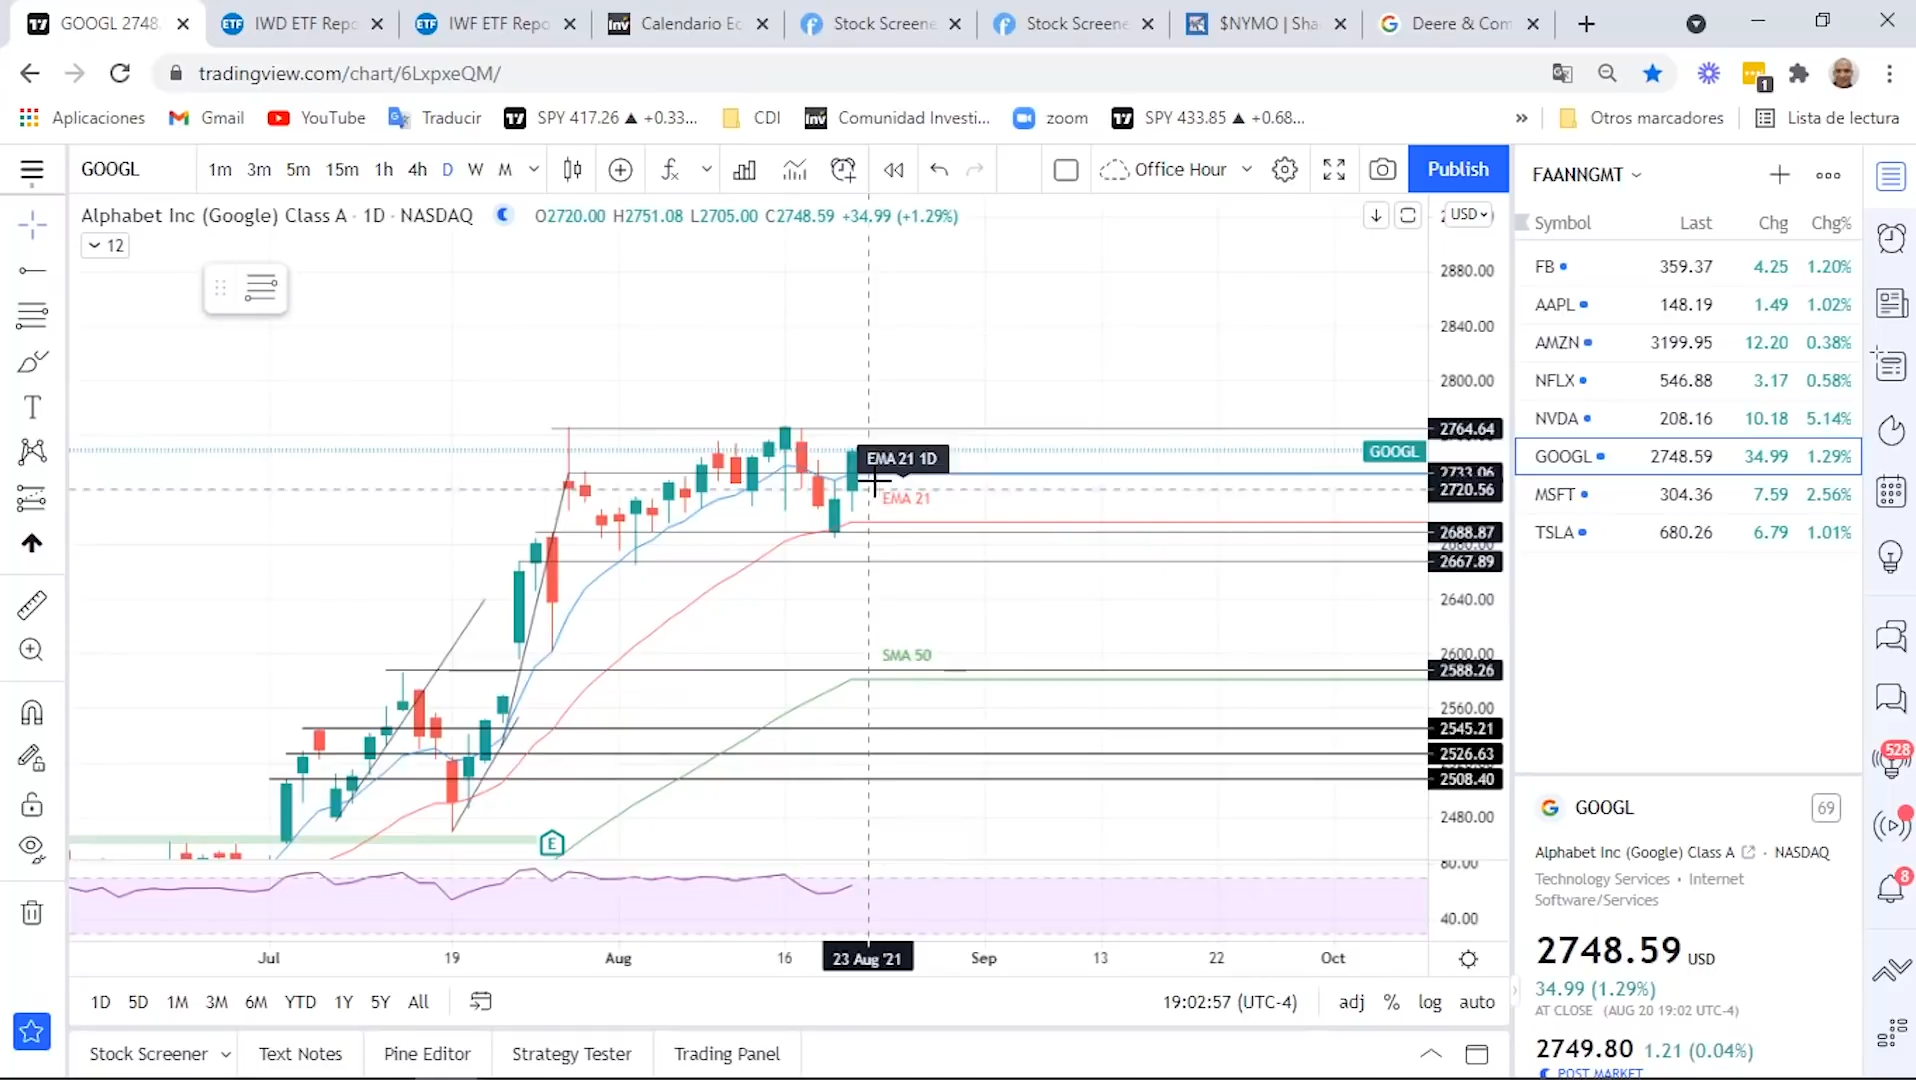 GOOGL 2748.
IWD ETF Repo
IWF ETF Repo
Calendario Ec
Stock Screene
Stock Screene
$NYMO | Sha
Deere & Com
tradingview.com/chart/6LxpxeQM/
1
Aplicaciones
Gmail
YouTube
Traducir
SPY 417.26 ▲ +0.33...
CDI
Comunidad Investi...
zoom
SPY 433.85 ▲ +0.68...
»
Otros marcadores
Lista de lectura
GOOGL
1m 3m 5m 15m 1h 4h D W M
Office Hour
Publish
FAANNGMT
Alphabet Inc (Google) Class A · 1D · NASDAQ
O2720.00 H2751.08 L2705.00 C2748.59 +34.99 (+1.29%)
USD
12
Symbol Last Chg Chg%
FB 359.37 4.25 1.20%
AAPL 148.19 1.49 1.02%
AMZN 3199.95 12.20 0.38%
NFLX 546.88 3.17 0.58%
NVDA 208.16 10.18 5.14%
GOOGL 2748.59 34.99 1.29%
MSFT 304.36 7.59 2.56%
TSLA 680.26 6.79 1.01%
2880.00
2840.00
2800.00
2764.64
GOOGL
EMA 21 1D
2733.06
2720.56
EMA 21
2688.87
2667.89
2640.00
SMA 50
2600.00
2588.26
2560.00
2545.21
2526.63
2508.40
2480.00
E
80.00
40.00
Jul 19 Aug 16 23 Aug '21 Sep 13 22 Oct
1D 5D 1M 3M 6M YTD 1Y 5Y All
19:02:57 (UTC-4)
adj % log auto
Stock Screener
Text Notes
Pine Editor
Strategy Tester
Trading Panel
GOOGL
69
Alphabet Inc (Google) Class A · NASDAQ
Technology Services • Internet
Software/Services
2748.59 USD
34.99 (1.29%)
AT CLOSE (AUG 20 19:02 UTC-4)
2749.80 1.21 (0.04%)
POST MARKET
528
8